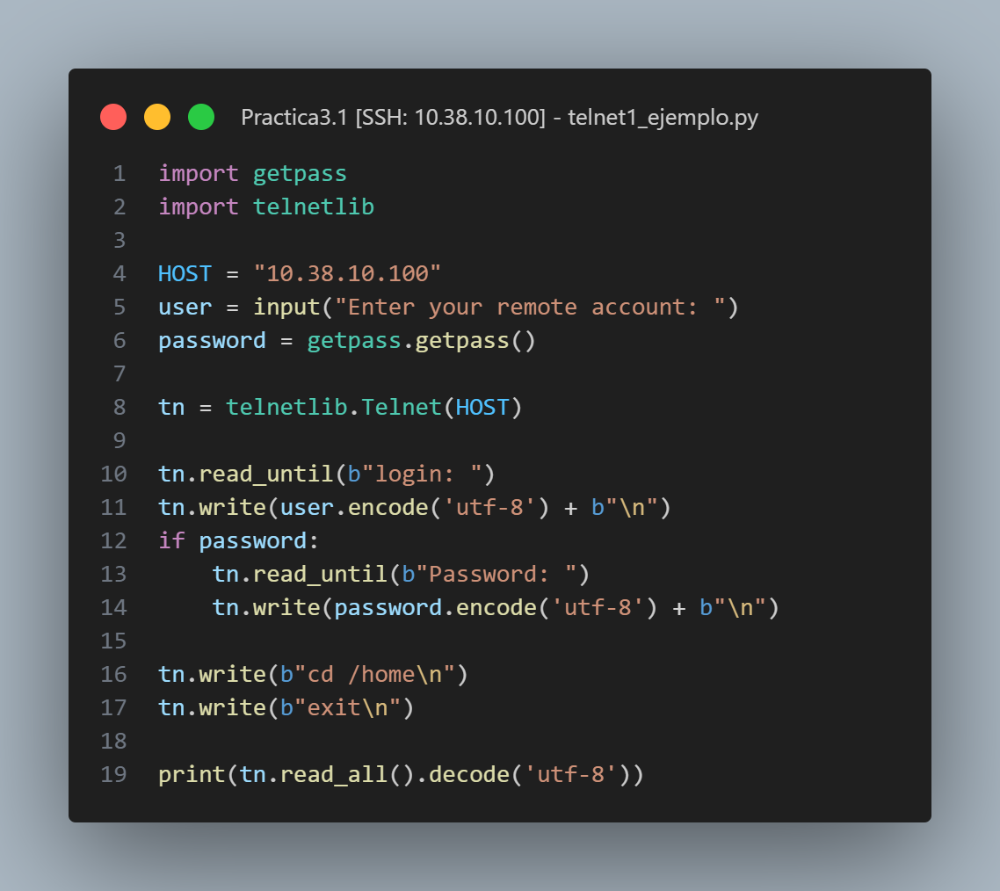 Practica3.1 [SSH: 10.38.10.100] - telnet1_ejemplo.py
1 import getpass
2 import telnetlib
3
4 HOST = "10.38.10.100"
5 user = input("Enter your remote account: ")
6 password = getpass.getpass()
7
8 tn = telnetlib.Telnet(HOST)
9
10 tn.read_until(b"login: ")
11 tn.write(user.encode('utf-8') + b"\n")
12 if password:
13     tn.read_until(b"Password: ")
14     tn.write(password.encode('utf-8') + b"\n")
15
16 tn.write(b"cd /home\n")
17 tn.write(b"exit\n")
18
19 print(tn.read_all().decode('utf-8'))